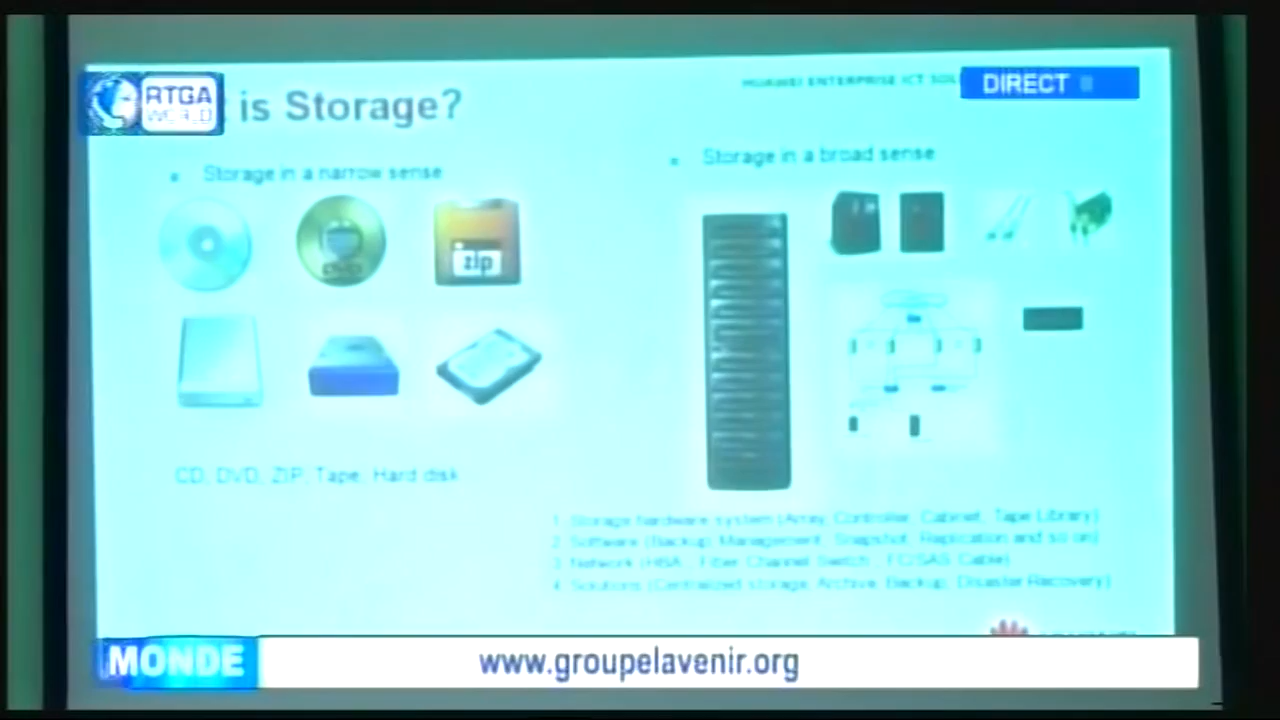 RTGA
WORLD
is Storage?
HUAWEI ENTERPRISE ICT
DIRECT
Storage in a narrow sense
Storage in a broad sense
DVD
zip
CD, DVD, ZIP, Tape, Hard disk
1. Storage hardware system (Array, Controller, Cabinet, Tape Library)
2. Software (Backup Management, Snapshot, Replication and so on)
3. Network (HBA, Fiber Channel Switch, FC/SAS Cable)
4. Solutions (Centralized storage, Archive, Backup, Disaster Recovery)
MONDE
www.groupelavenir.org